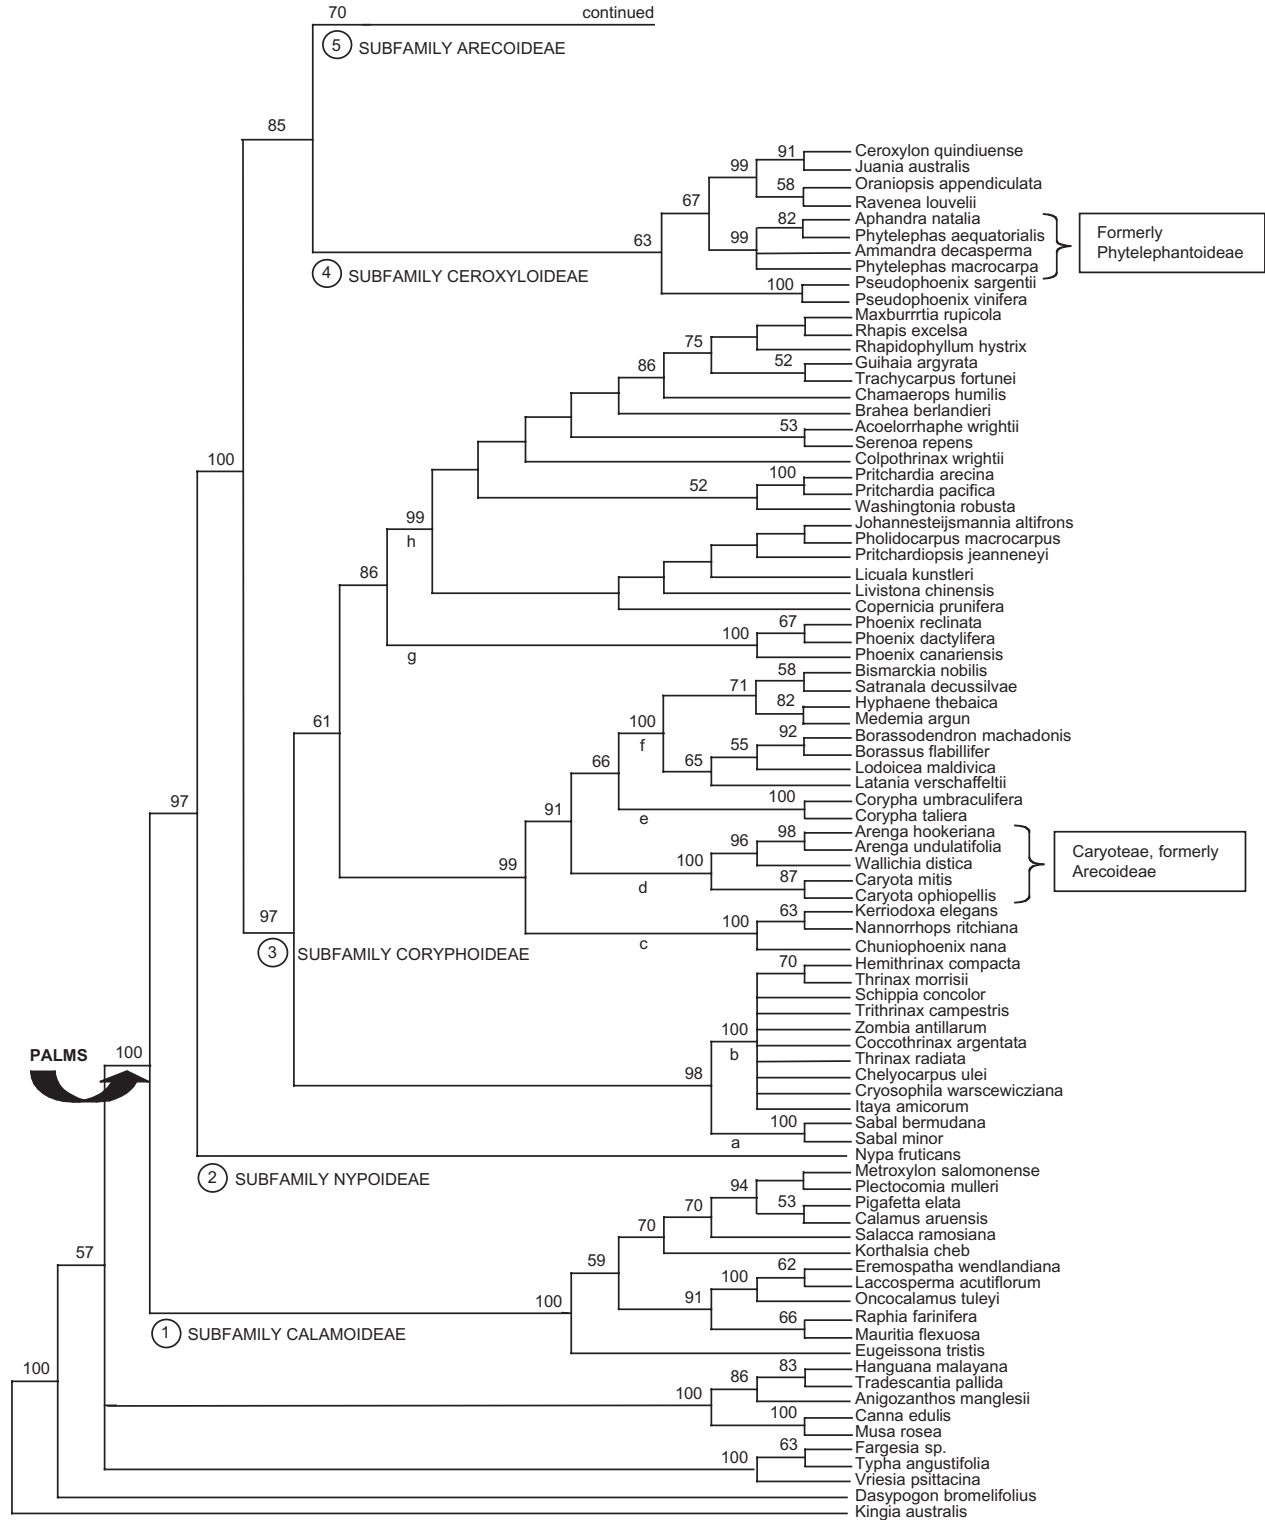 70 continued
5 SUBFAMILY ARECOIDEAE
85
91 Ceroxylon quindiuense
99 Juania australis
58 Oraniopsis appendiculata
67 Ravenea louvelii
82 Aphandra natalia
63 99 Phytelephas aequatorialis
Ammandra decasperma
Phytelephas macrocarpa
Formerly
Phytelephantoideae
4 SUBFAMILY CEROXYLOIDEAE
100 Pseudophoenix sargentii
Pseudophoenix vinifera
Maxburrrtia rupicola
Rhapis excelsa
75 Rhapidophyllum hystrix
86 52 Guihaia argyrata
Trachycarpus fortunei
Chamaerops humilis
Brahea berlandieri
53 Acoelorrhaphe wrightii
Serenoa repens
100 Colpothrinax wrightii
100 Pritchardia arecina
52 Pritchardia pacifica
Washingtonia robusta
99 Johannesteijsmannia altifrons
h Pholidocarpus macrocarpus
Pritchardiopsis jeanneneyi
86 Licuala kunstleri
Livistona chinensis
Copernicia prunifera
67 Phoenix reclinata
100 Phoenix dactylifera
g Phoenix canariensis
58 Bismarckia nobilis
71 Satranala decussilvae
82 Hyphaene thebaica
61 100 Medemia argun
f 92 Borassodendron machadonis
55 Borassus flabillifer
66 65 Lodoicea maldivica
Latania verschaffeltii
97 100 Corypha umbraculifera
91 e Corypha taliera
98 Arenga hookeriana
96 Arenga undulatifolia
99 100 Wallichia distica
87 Caryota mitis
d Caryota ophiopellis
Caryoteae, formerly
Arecoideae
97 63 Kerriodoxa elegans
100 Nannorrhops ritchiana
c Chuniophoenix nana
3 SUBFAMILY CORYPHOIDEAE
70 Hemithrinax compacta
Thrinax morrisii
Schippia concolor
Trithrinax campestris
100 Zombia antillarum
b Coccothrinax argentata
PALMS 100 Thrinax radiata
98 Chelyocarpus ulei
Cryosophila warscewicziana
Itaya amicorum
100 Sabal bermudana
a Sabal minor
Nypa fruticans
2 SUBFAMILY NYPOIDEAE
Metroxylon salomonense
94 Plectocomia mulleri
70 53 Pigafetta elata
Calamus aruensis
70 Salacca ramosiana
57 59 Korthalsia cheb
62 Eremospatha wendlandiana
100 Laccosperma acutiflorum
100 91 Oncocalamus tuleyi
66 Raphia farinifera
1 SUBFAMILY CALAMOIDEAE
Mauritia flexuosa
Eugeissona tristis
100 83 Hanguana malayana
86 Tradescantia pallida
100 Anigozanthos manglesii
100 Canna edulis
Musa rosea
63 Fargesia sp.
100 Typha angustifolia
Vriesia psittacina
Dasypogon bromelifolius
Kingia australis